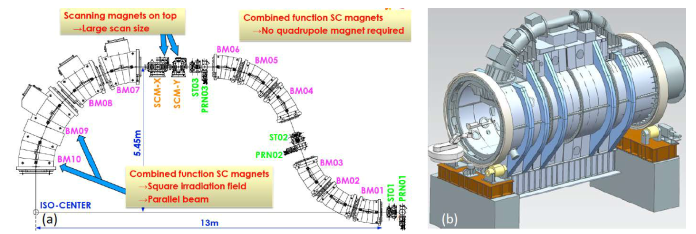 Scanning magnets on top
→Large scan size
Combined function SC magnets
→No quadrupole magnet required
BM06
BM05
BM04
BM07
BM08
SCM-X
SCM-Y
ST03
PRN03
BM09
BM10
5.45m
ST02
PRN02
BM03
BM02
BM01
ST01
PRN01
Combined function SC magnets
→Square irradiation field
→Parallel beam
ISO-CENTER
(a)
13m
(b)